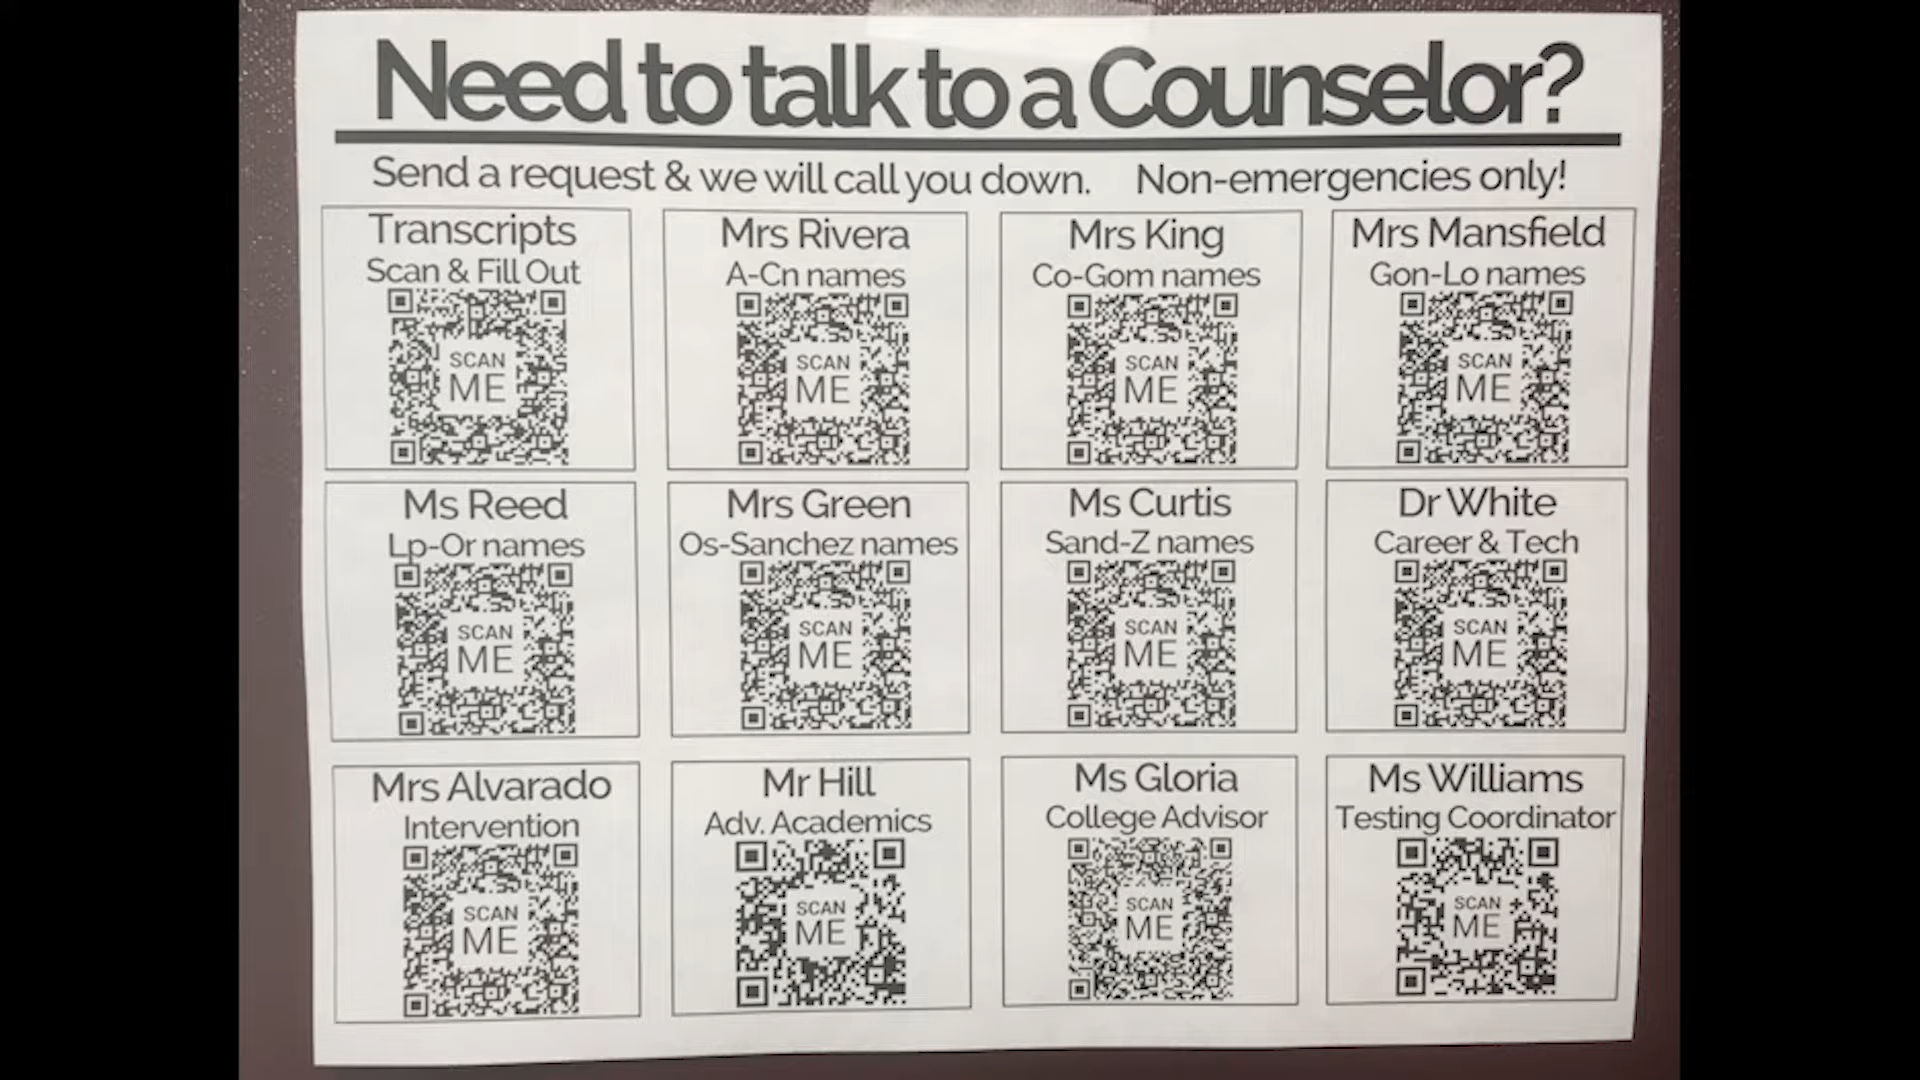 Need to talk to a Counselor?
Send a request & we will call you down. Non-emergencies only!
Transcripts
Scan & Fill Out
SCAN
ME
Mrs Rivera
A-Cn names
SCAN
ME
Mrs King
Co-Gom names
SCAN
ME
Mrs Mansfield
Gon-Lo names
SCAN
ME
Ms Reed
Lp-Or names
SCAN
ME
Mrs Green
Os-Sanchez names
SCAN
ME
Ms Curtis
Sand-Z names
SCAN
ME
Dr White
Career & Tech
SCAN
ME
Mrs Alvarado
Intervention
SCAN
ME
Mr Hill
Adv. Academics
SCAN
ME
Ms Gloria
College Advisor
SCAN
ME
Ms Williams
Testing Coordinator
SCAN
ME